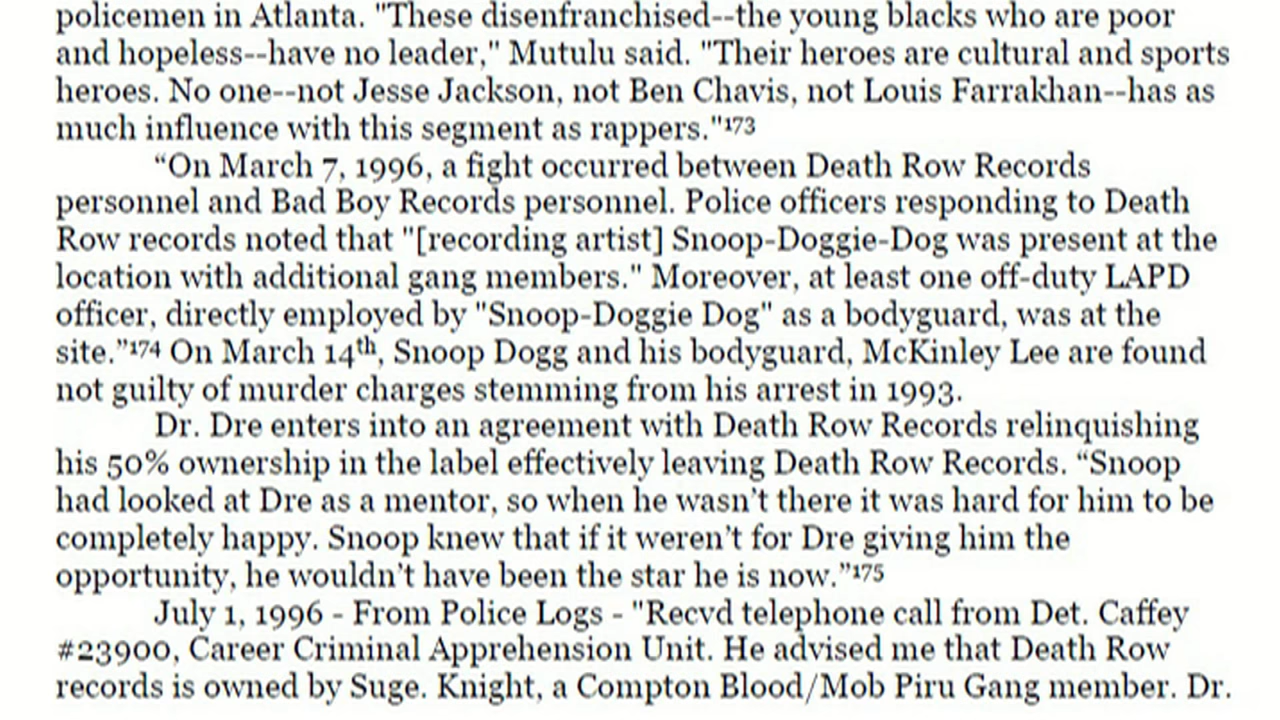 policemen in Atlanta. "These disenfranchised--the young blacks who are poor
and hopeless--have no leader," Mutulu said. "Their heroes are cultural and sports
heroes. No one--not Jesse Jackson, not Ben Chavis, not Louis Farrakhan--has as
much influence with this segment as rappers."173
“On March 7, 1996, a fight occurred between Death Row Records
personnel and Bad Boy Records personnel. Police officers responding to Death
Row records noted that "[recording artist] Snoop-Doggie-Dog was present at the
location with additional gang members." Moreover, at least one off-duty LAPD
officer, directly employed by "Snoop-Doggie Dog" as a bodyguard, was at the
site.”174 On March 14th, Snoop Dogg and his bodyguard, McKinley Lee are found
not guilty of murder charges stemming from his arrest in 1993.
Dr. Dre enters into an agreement with Death Row Records relinquishing
his 50% ownership in the label effectively leaving Death Row Records. “Snoop
had looked at Dre as a mentor, so when he wasn’t there it was hard for him to be
completely happy. Snoop knew that if it weren’t for Dre giving him the
opportunity, he wouldn’t have been the star he is now.”175
July 1, 1996 - From Police Logs - "Recvd telephone call from Det. Caffey
#23900, Career Criminal Apprehension Unit. He advised me that Death Row
records is owned by Suge. Knight, a Compton Blood/Mob Piru Gang member. Dr.